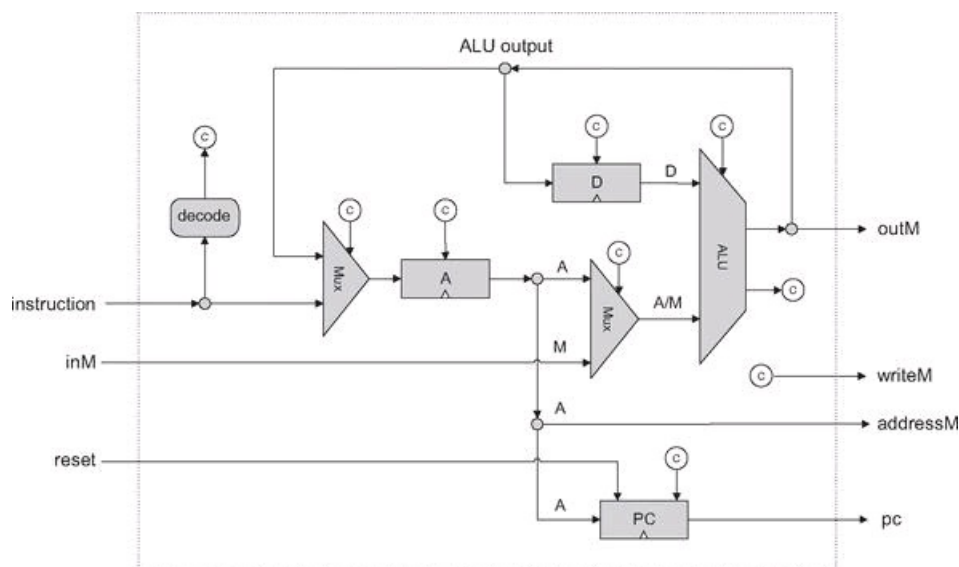 ALU output
c
c
D
D
c
decode
c
c
c
outM
Mux
A
A
Mux
ALU
instruction
A/M
c
inM
M
c
writeM
A
addressM
reset
c
A
PC
pc